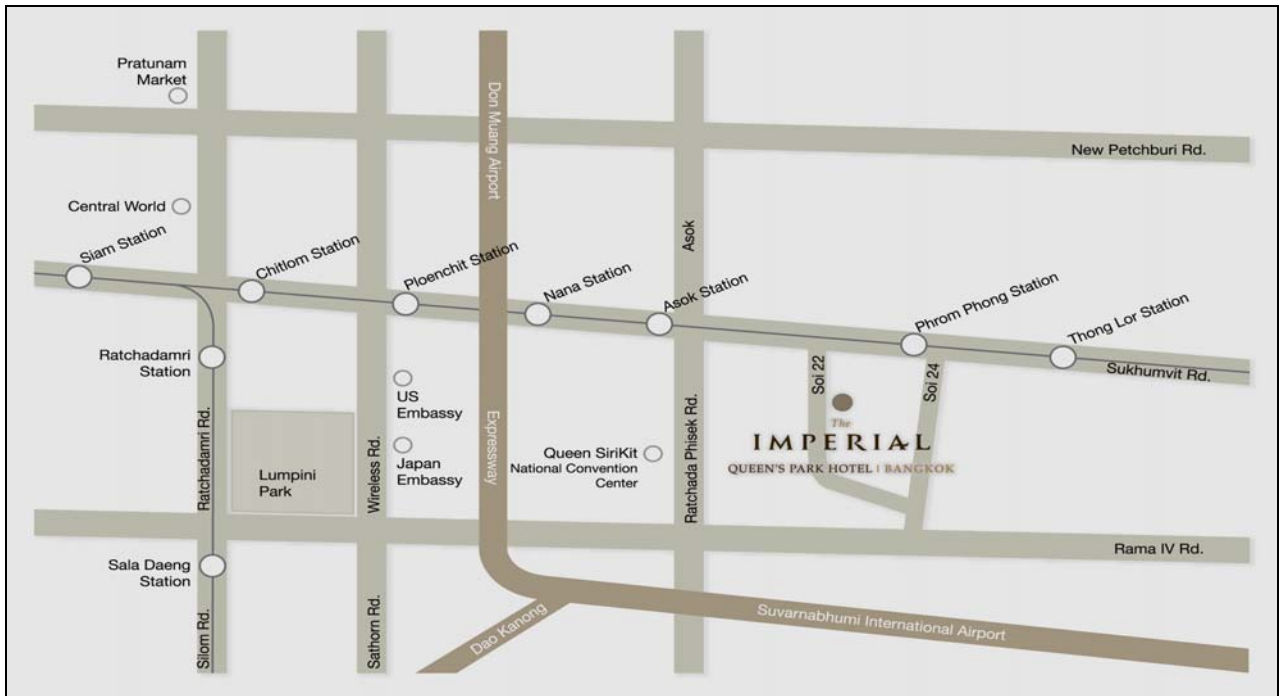 Pratunam
Market
Don Muang Airport
New Petchburi Rd.
Central World
Siam Station
Chitlom Station
Ploenchit Station
Nana Station
Asok
Asok Station
Phrom Phong Station
Thong Lor Station
Sukhumvit Rd.
Ratchadamri
Station
US
Embassy
Soi 22
Soi 24
Ratchadamri Rd.
Lumpini
Park
Wireless Rd.
Japan
Embassy
Expressway
Queen SiriKit
National Convention
Center
Ratchada Phisek Rd.
The
IMPERIAL
QUEEN'S PARK HOTEL | BANGKOK
Rama IV Rd.
Sala Daeng
Station
Silom Rd.
Sathorn Rd.
Dao Kanong
Suvarnabhumi International Airport